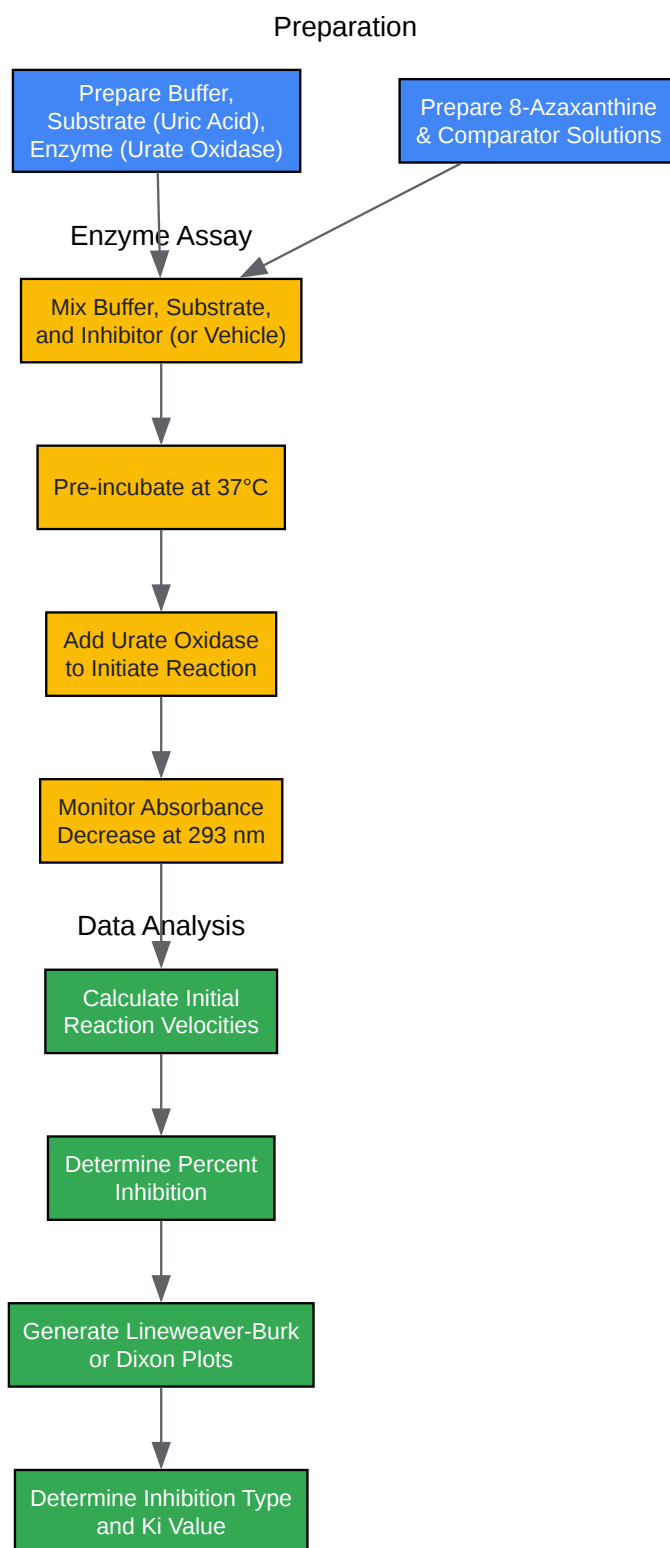 Preparation
Prepare Buffer,
Substrate (Uric Acid),
Enzyme (Urate Oxidase)
Prepare 8-Azaxanthine
& Comparator Solutions
Enzyme Assay
Mix Buffer, Substrate,
and Inhibitor (or Vehicle)
Pre-incubate at 37°C
Add Urate Oxidase
to Initiate Reaction
Monitor Absorbance
Decrease at 293 nm
Data Analysis
Calculate Initial
Reaction Velocities
Determine Percent
Inhibition
Generate Lineweaver-Burk
or Dixon Plots
Determine Inhibition Type
and Ki Value